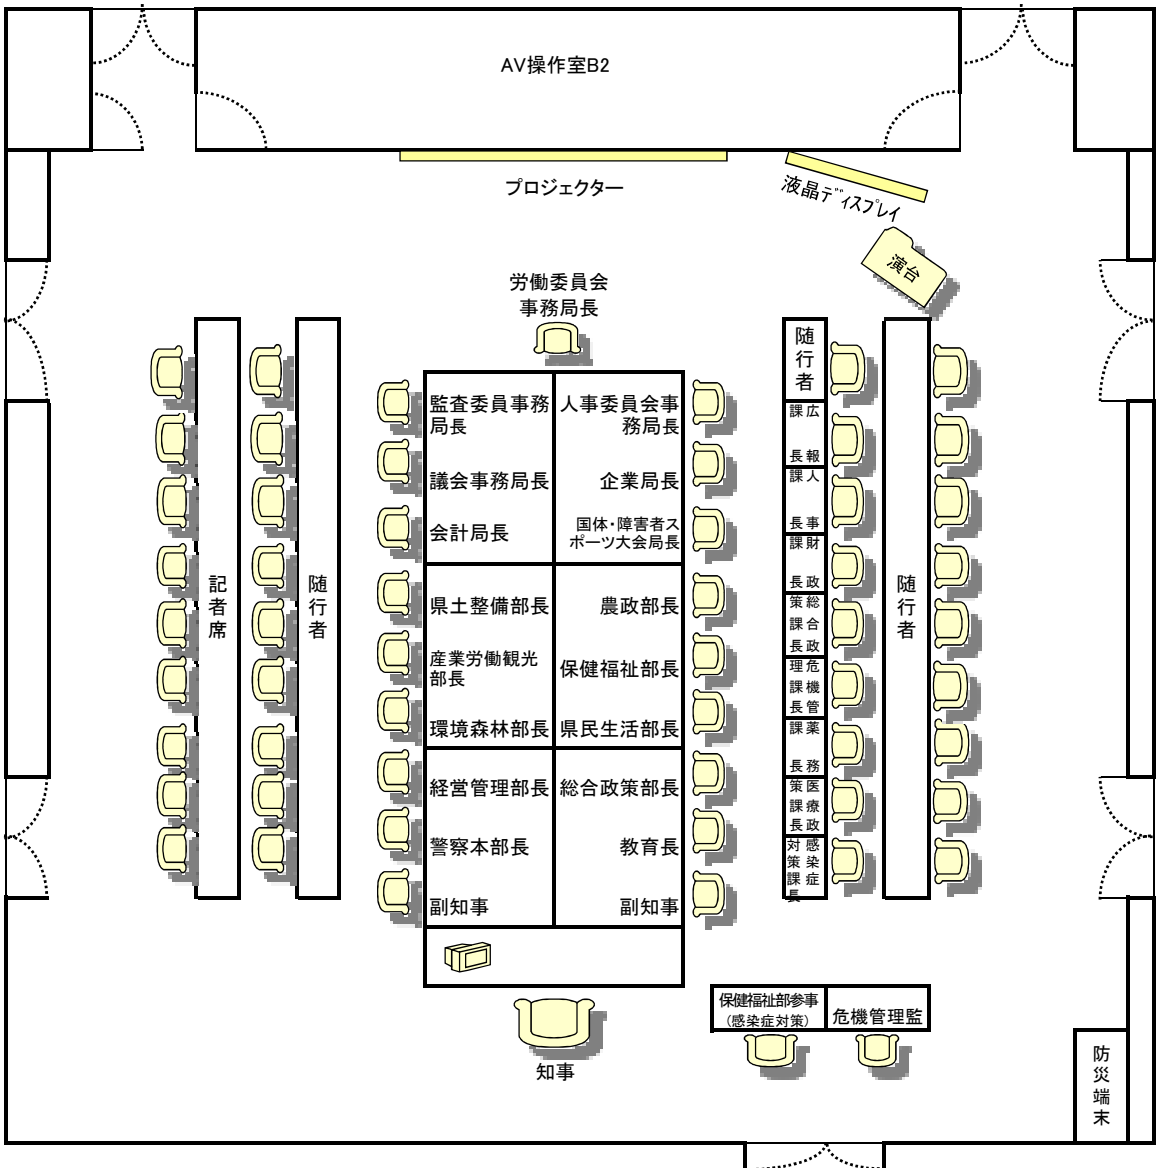 AV操作室B2
プロジェクター
液晶ディスプレイ
演台
労働委員会
事務局長
監査委員事務
局長
人事委員会事
務局長
議会事務局長
企業局長
会計局長
国体・障害者ス
ポーツ大会局長
県土整備部長
農政部長
産業労働観光
部長
保健福祉部長
環境森林部長
県民生活部長
経営管理部長
総合政策部長
警察本部長
教育長
副知事
副知事
知事
記者席
随行者
随行者
広報
課長
人事
課長
財政
課長
総合政
策課長
危機管
理課長
薬務
課長
医療政
策課長
感染症
対策課長
随行者
保健福祉部参事
(感染症対策)
危機管理監
防災端末